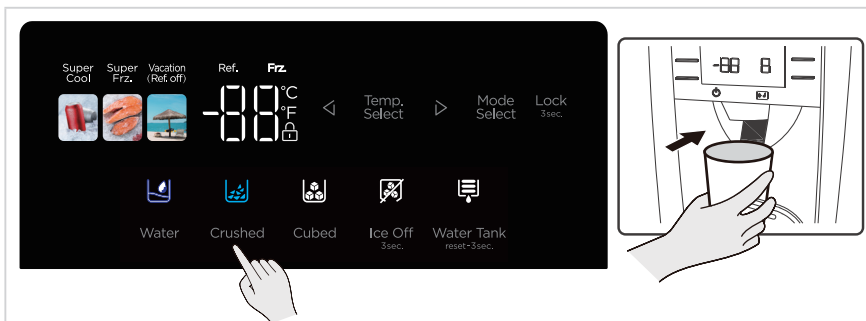 Super Cool
Super Frz.
Vacation (Ref. off)
Ref.
Frz.
-88
°C
°F
Temp. Select
Mode Select
Lock
3sec.
Water
Crushed
Cubed
Ice Off
3sec.
Water Tank
reset-3sec.
-88 8